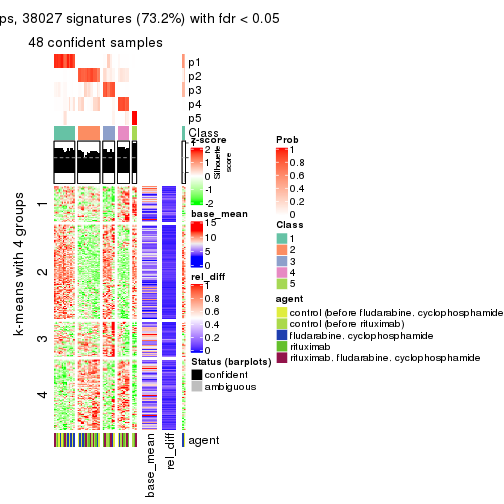 ps, 38027 signatures (73.2%) with fdr < 0.05
48 confident samples
p1
p2
p3
p4
p5
Class
1
Silhouette
score
k-means with 4 groups
1
2
3
4
base_mean
rel_diff
agent
z-score
2
1
0
-1
-2
base_mean
15
10
5
0
rel_diff
1
0.8
0.6
0.4
0.2
0
Status (barplots)
confident
ambiguous
Prob
1
0.8
0.6
0.4
0.2
0
Class
1
2
3
4
5
agent
control (before fludarabine, cyclophosphamide
control (before rituximab)
fludarabine, cyclophosphamide
rituximab
rituximab, fludarabine, cyclophosphamide